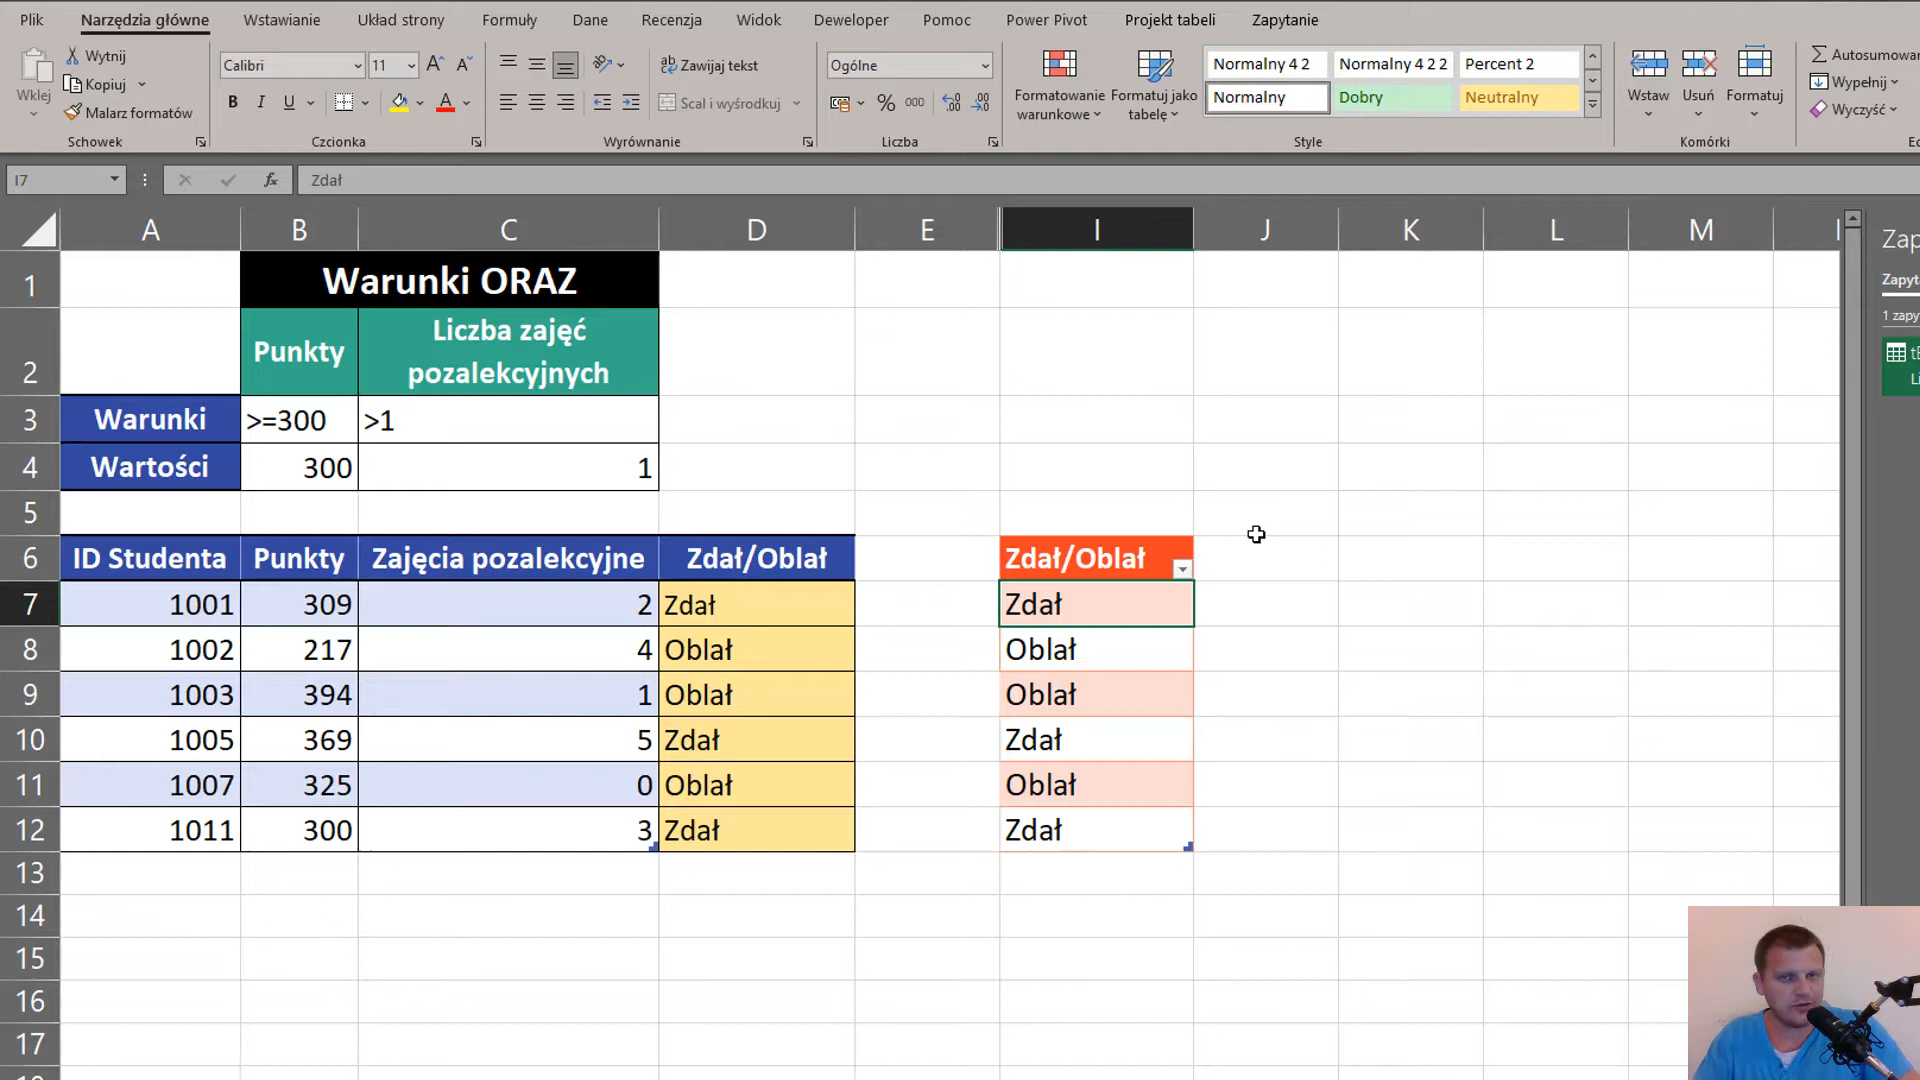 Plik Narzędzia główne Wstawianie Układ strony Formuły Dane Recenzja Widok Deweloper Pomoc Power Pivot Projekt tabeli Zapytanie
Wklej
Wytnij
Kopiuj
Malarz formatów
Schowek
Calibri 11
B I U
Czcionka
Zawijaj tekst
Scal i wyśrodkuj
Wyrównanie
Ogólne
% 000
Liczba
Formatowanie warunkowe
Formatuj jako tabelę
Normalny 4 2 Normalny 4 2 2 Percent 2
Normalny Dobry Neutralny
Style
Wstaw Usuń Formatuj
Komórki
Autosumowa
Wypełnij
Wyczyść
I7 fx Zdał
A B C D E I J K L M
1 Warunki ORAZ
2 Punkty Liczba zajęć pozalekcyjnych
3 Warunki >=300 >1
4 Wartości 300 1
5
6 ID Studenta Punkty Zajęcia pozalekcyjne Zdał/Oblał Zdał/Oblał
7 1001 309 2 Zdał Zdał
8 1002 217 4 Oblał Oblał
9 1003 394 1 Oblał Oblał
10 1005 369 5 Zdał Zdał
11 1007 325 0 Oblał Oblał
12 1011 300 3 Zdał Zdał
13
14
15
16
17
Zap
Zapyt
1 zapy